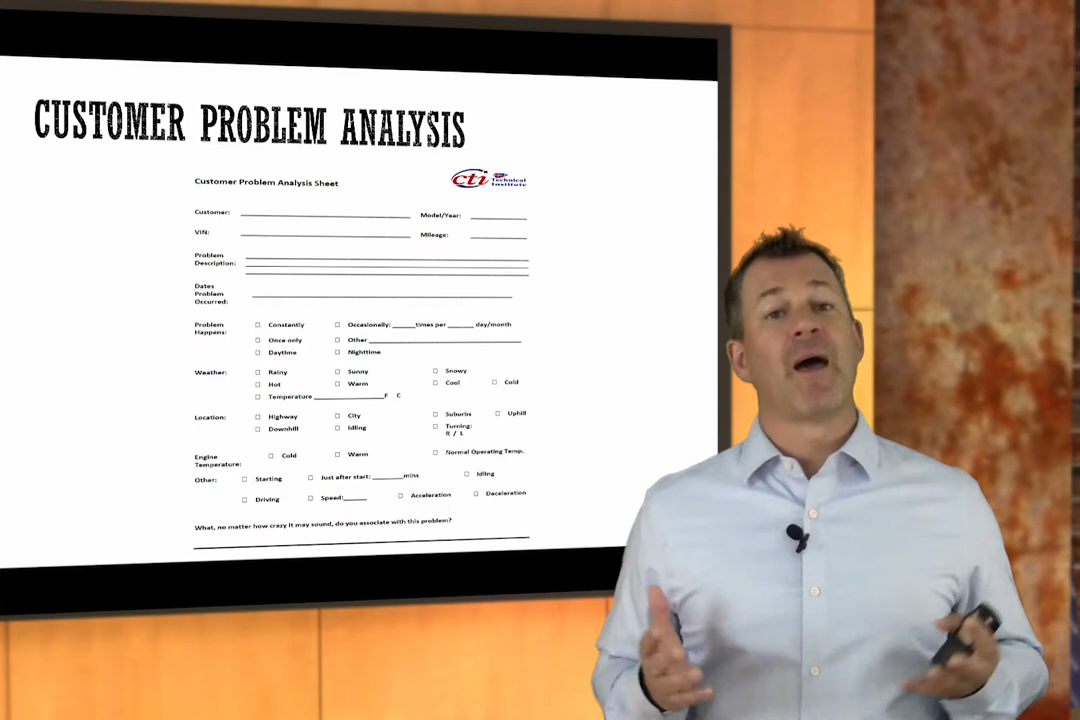 CUSTOMER PROBLEM ANALYSIS
Customer Problem Analysis Sheet
cti Technical Institute
Customer: Model/Year:
VIN: Mileage:
Problem Description:
Dates Problem Occurred:
Problem Happens: Constantly Occasionally: ______times per ______ day/month
Once only Other
Daytime Nighttime
Weather: Rainy Sunny Snowy
Hot Warm Cool Cold
Temperature ______F C
Location: Highway City Suburbs Uphill
Downhill Idling Turning: R / L
Engine Temperature: Cold Warm Normal Operating Temp.
Other: Starting Just after start: ______mins Idling
Driving Speed:______ Acceleration Deceleration
What, no matter how crazy it may sound, do you associate with this problem?